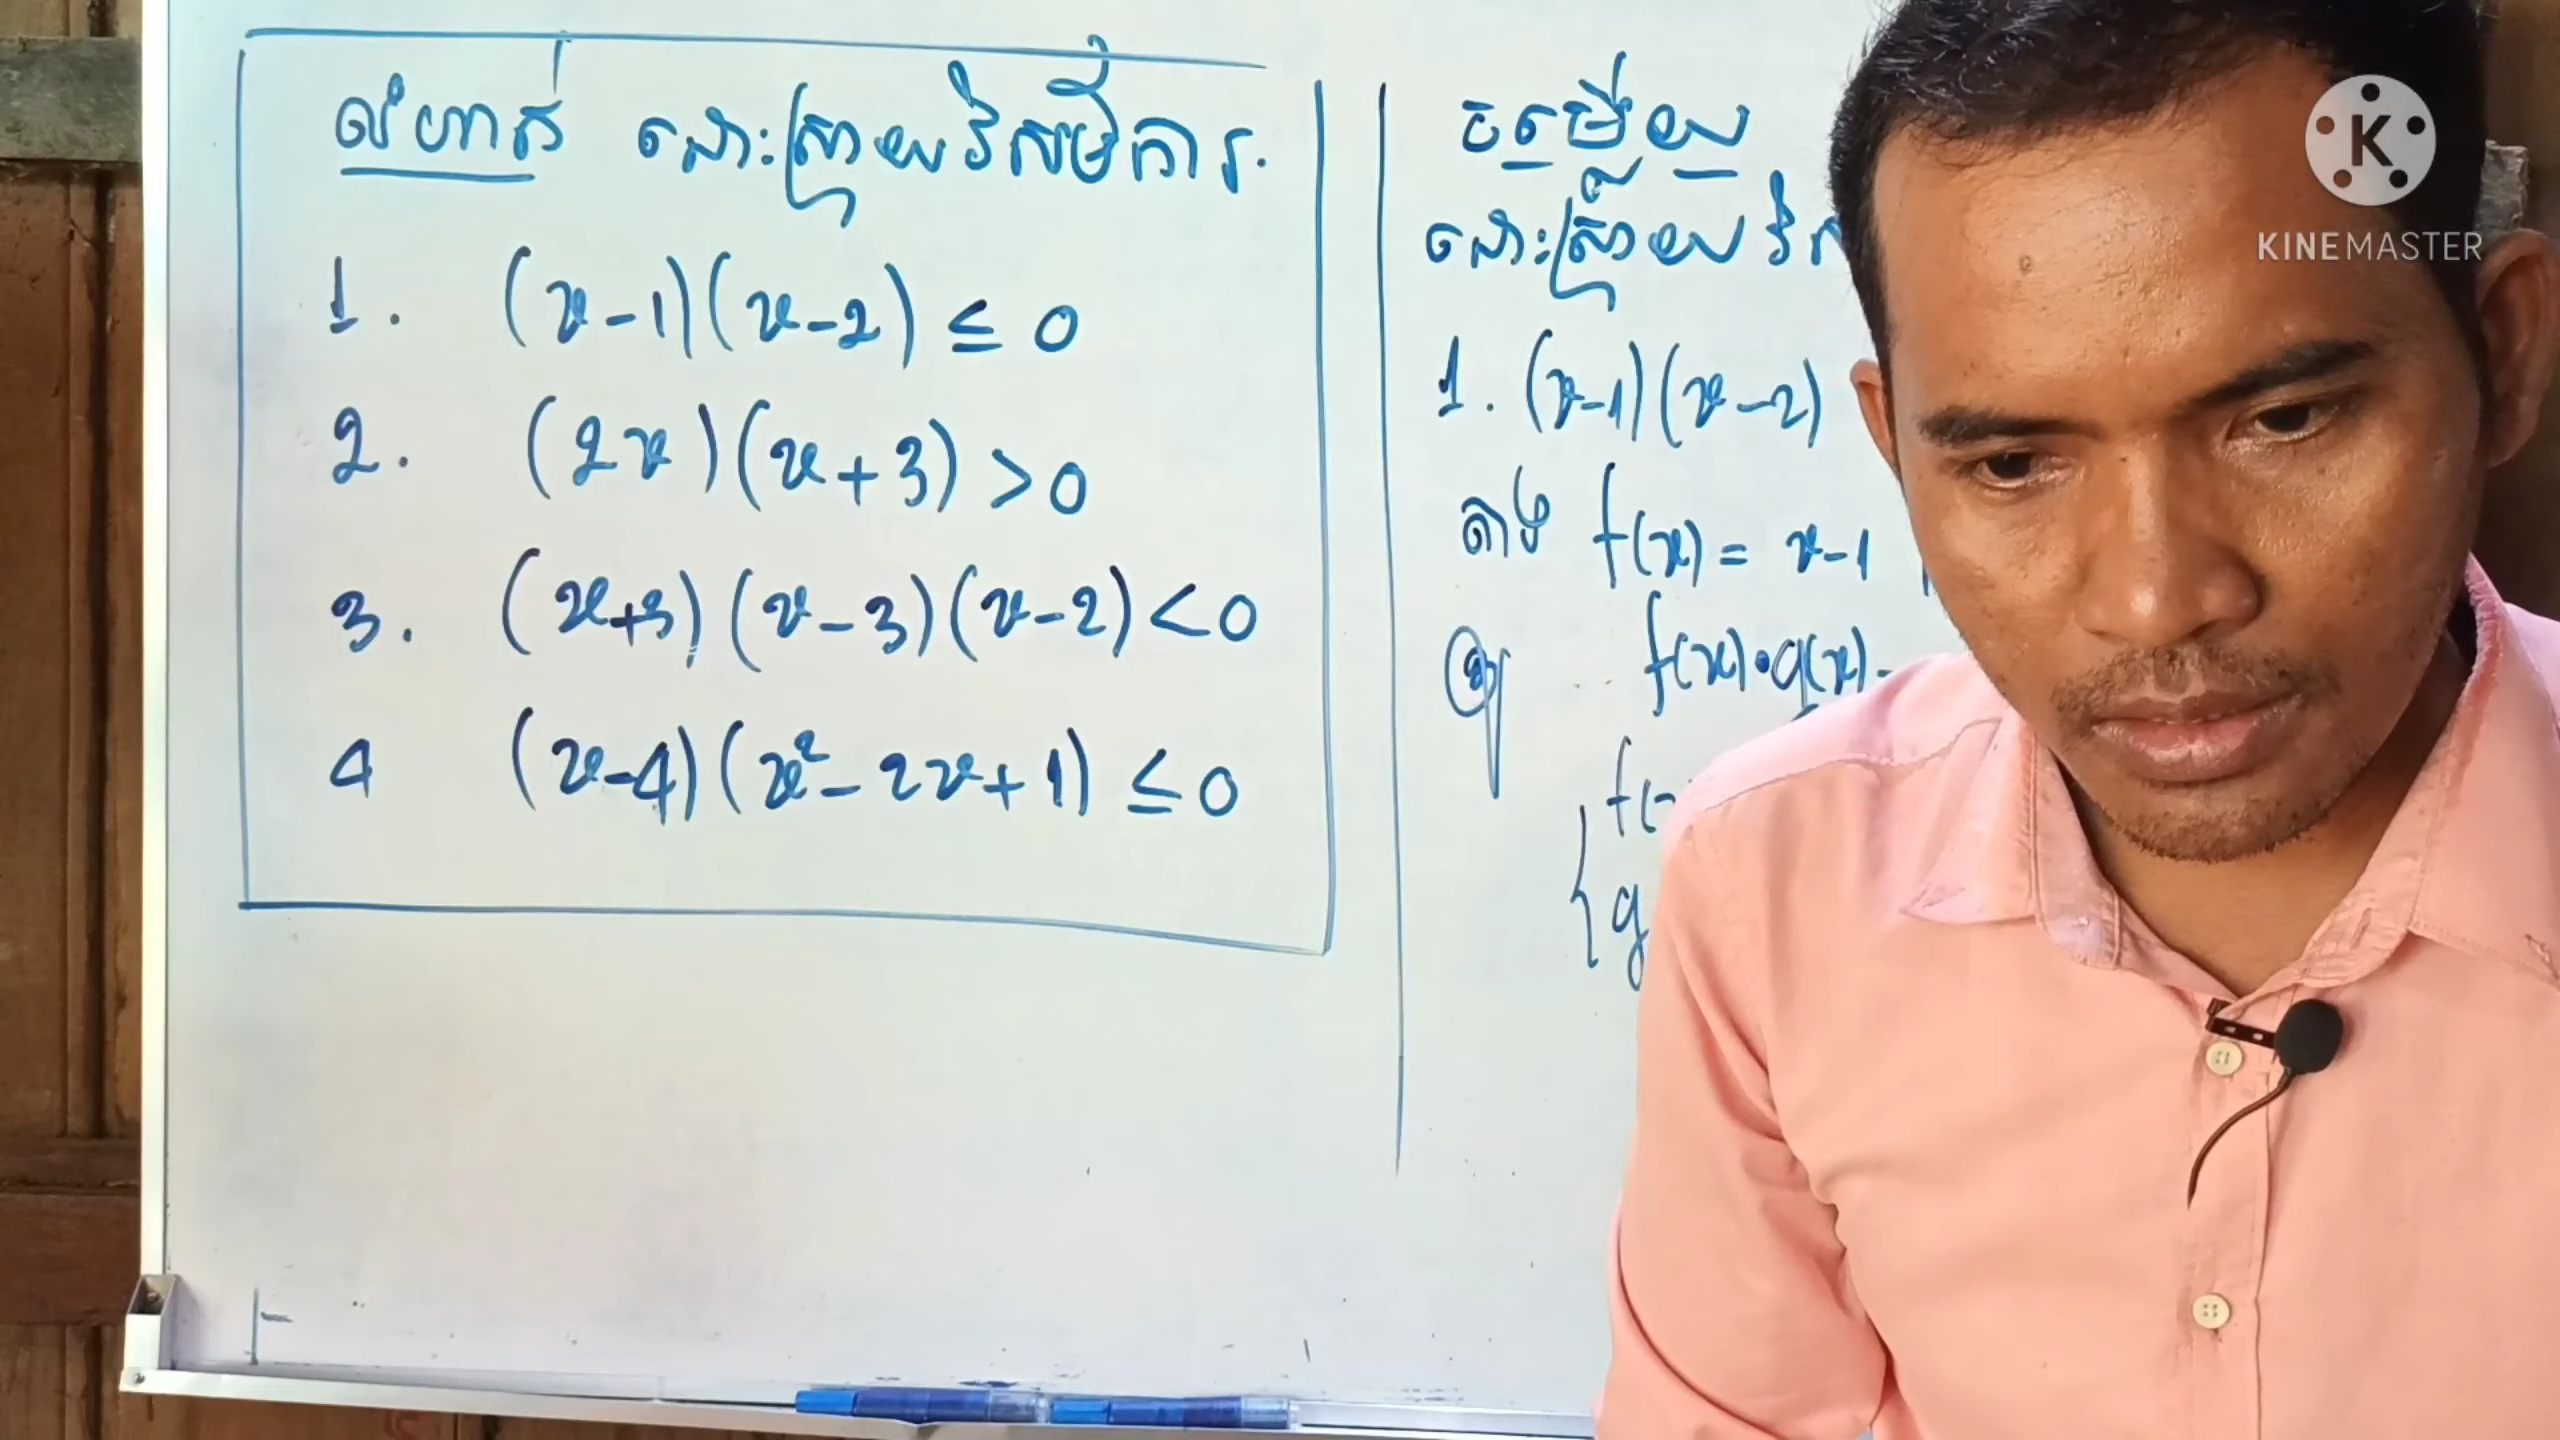 លំហាត់ ដោះស្រាយវិសមីការ.
1. (x-1)(x-2) ≤ 0
2. (2x)(x+3) > 0
3. (x+3)(x-3)(x-2) < 0
4 (x-4)(x²-2x+1) ≤ 0
ចម្លើយ
ដោះស្រាយ
1. (x-1)(x-2)
តាម f(x) = x-1
f(x)·g(x)
f(
g
K
KINEMASTER